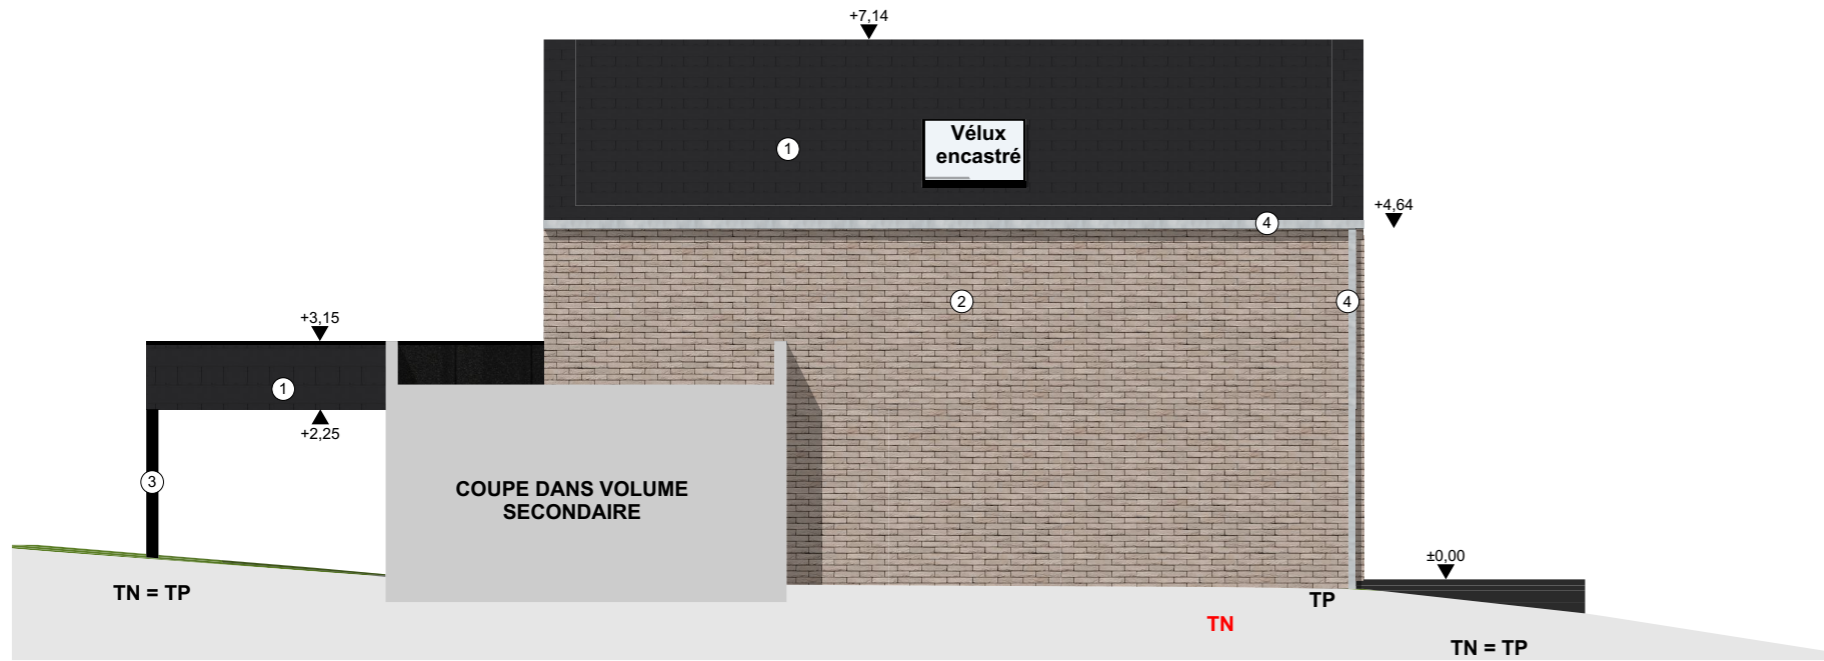 +7,14
Vélux
encastré
1
+4,64
4
2
4
+3,15
1
+2,25
3
COUPE DANS VOLUME
SECONDAIRE
±0,00
TN = TP
TP
TN
TN = TP